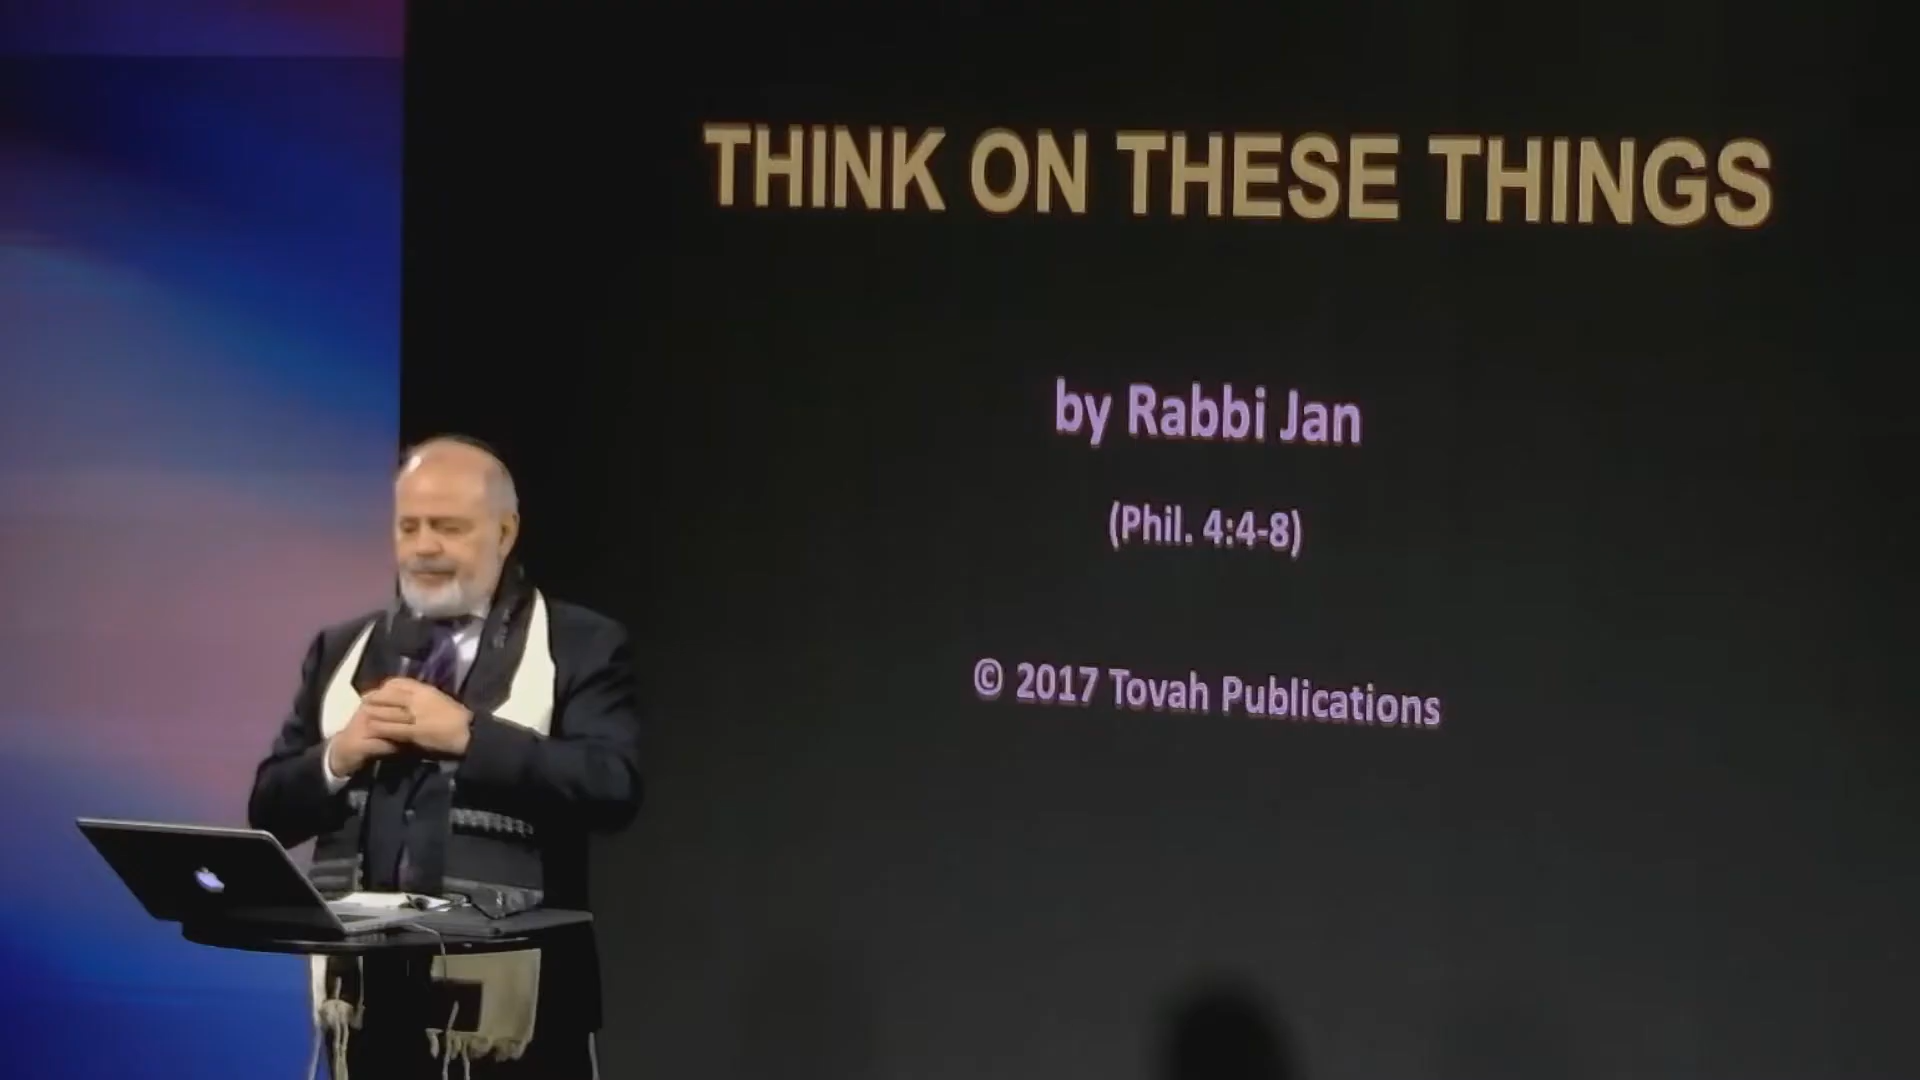 THINK ON THESE THINGS
by Rabbi Jan
(Phil. 4:4-8)
© 2017 Tovah Publications